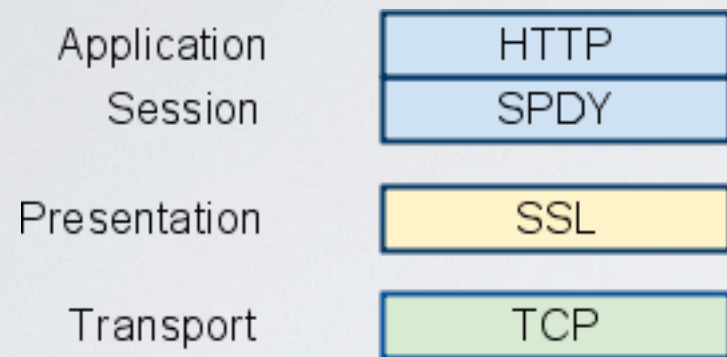 Application HTTP
Session SPDY
Presentation SSL
Transport TCP